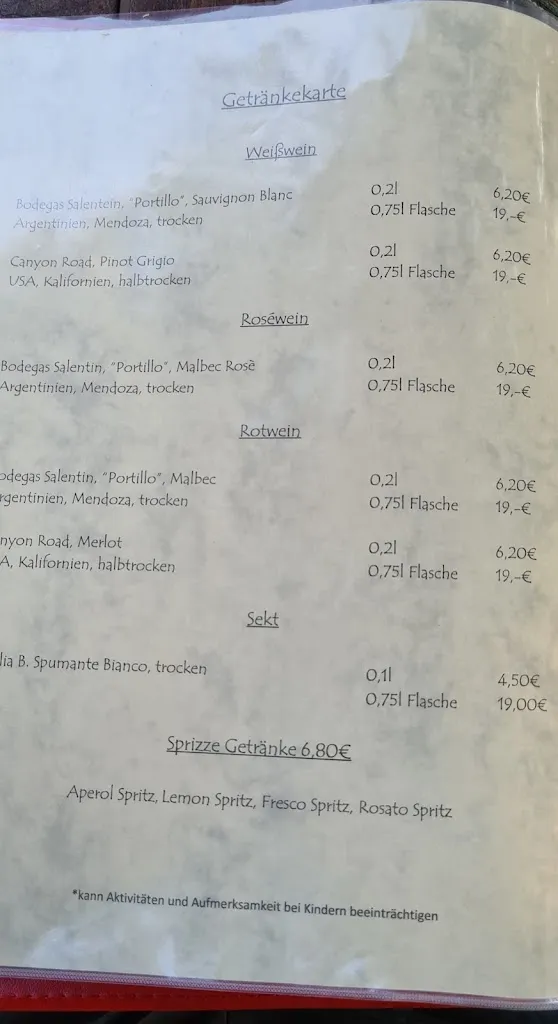 Getränkekarte
Weißwein
Bodegas Salentein, "Portillo", Sauvignon Blanc 0,2l 6,20€
Argentinien, Mendoza, trocken 0,75l Flasche 19,-€
Canyon Road, Pinot Grigio 0,2l 6,20€
USA, Kalifornien, halbtrocken 0,75l Flasche 19,-€
Roséwein
Bodegas Salentin, "Portillo", Malbec Rosè 0,2l 6,20€
Argentinien, Mendoza, trocken 0,75l Flasche 19,-€
Rotwein
odegas Salentin, "Portillo", Malbec 0,2l 6,20€
rgentinien, Mendoza, trocken 0,75l Flasche 19,-€
nyon Road, Merlot 0,2l 6,20€
A, Kalifornien, halbtrocken 0,75l Flasche 19,-€
Sekt
lia B. Spumante Bianco, trocken 0,1l 4,50€
0,75l Flasche 19,00€
Sprizze Getränke 6,80€
Aperol Spritz, Lemon Spritz, Fresco Spritz, Rosato Spritz
*kann Aktivitäten und Aufmerksamkeit bei Kindern beeinträchtigen